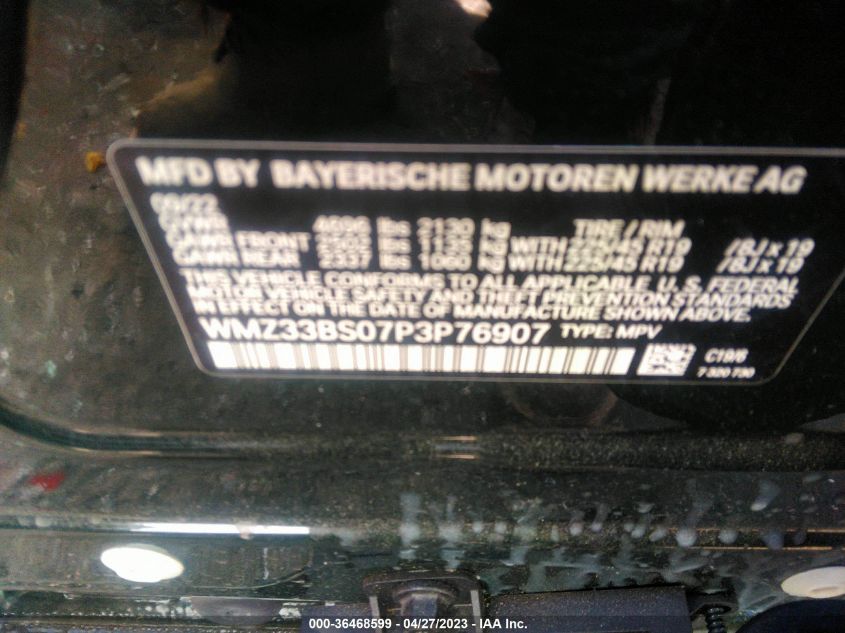 MFD BY BAYERISCHE MOTOREN WERKE AG
09/22
GVWR 4696 lbs 2130 kg TIRE / RIM
GAWR FRONT 2502 lbs 1135 kg WITH 225/45 R19 /8J x 19
GAWR REAR 2337 lbs 1060 kg WITH 225/45 R19 /8J x 19
THIS VEHICLE CONFORMS TO ALL APPLICABLE U. S. FEDERAL
MOTOR VEHICLE SAFETY AND THEFT PREVENTION STANDARDS
IN EFFECT ON THE DATE OF MANUFACTURE SHOWN ABOVE.
WMZ33BS07P3P76907 TYPE: MPV
C19/6
7 320 730
000-36468599 - 04/27/2023 - IAA Inc.